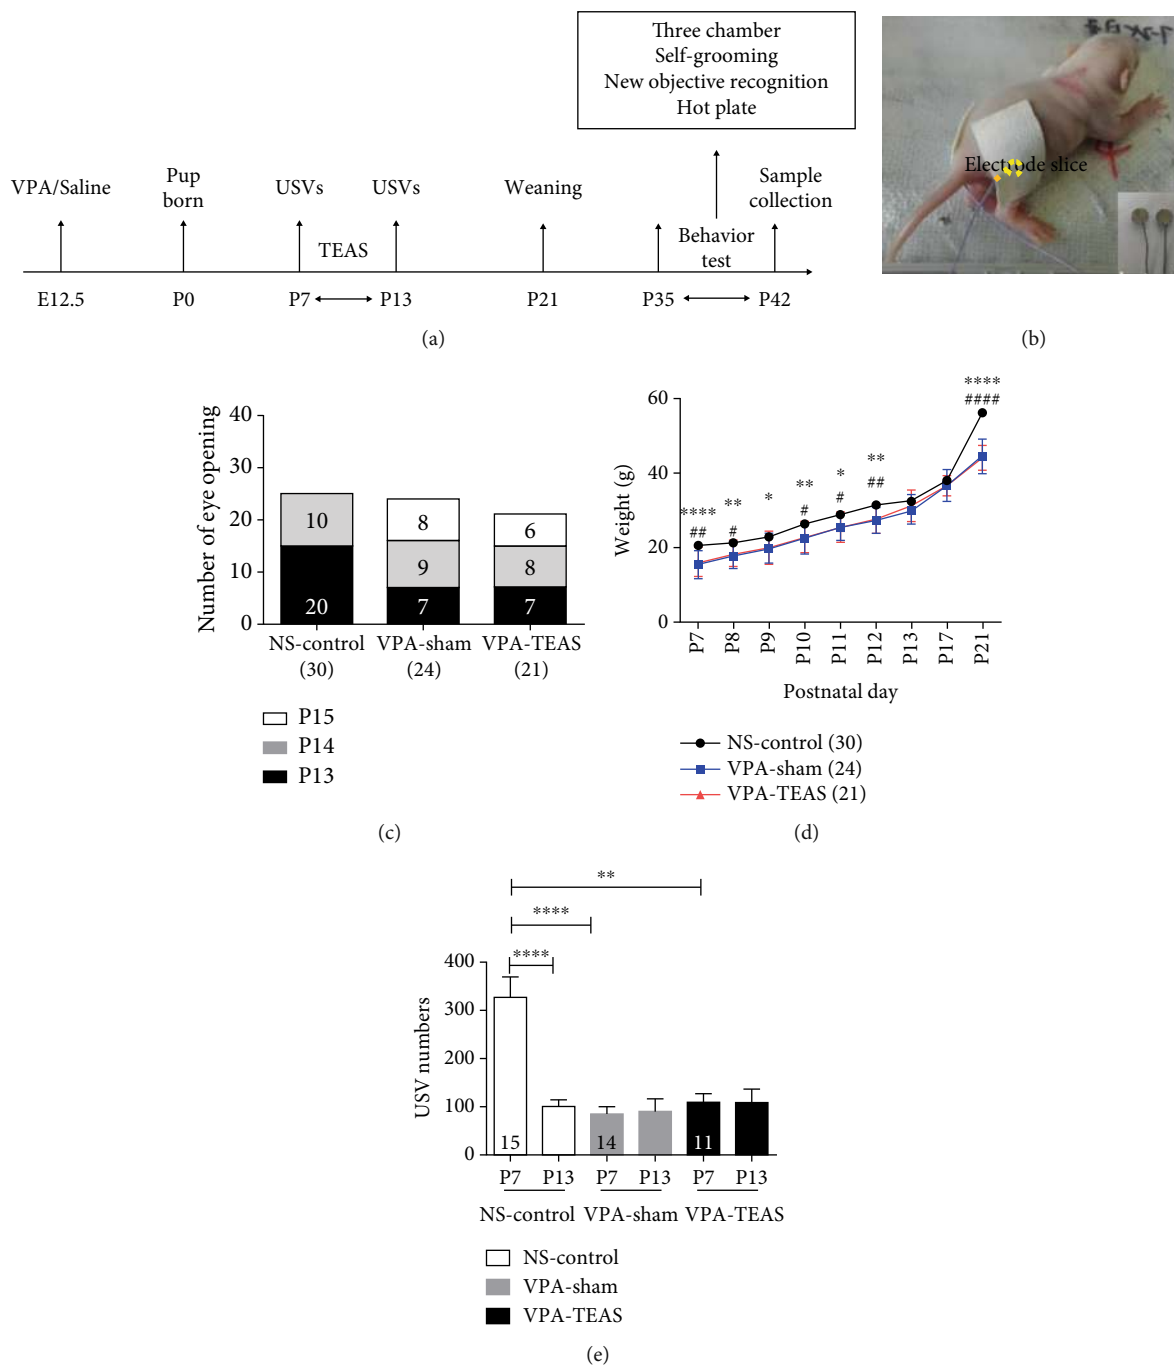 Three chamber
Self-grooming
New objective recognition
Hot plate
VPA/Saline
Pup
born
USVs
USVs
Weaning
Behavior
test
Sample
collection
TEAS
E12.5
P0
P7
P13
P21
P35
P42
(a)
Electrode slice
(b)
Number of eye opening
40
30
20
10
0
10
20
8
9
7
6
8
7
NS-control
(30)
VPA-sham
(24)
VPA-TEAS
(21)
P15
P14
P13
(c)
Weight (g)
60
40
20
0
****
##
**
#
*
**
#
*
#
**
##
****
####
P7
P8
P9
P10
P11
P12
P13
P17
P21
Postnatal day
NS-control (30)
VPA-sham (24)
VPA-TEAS (21)
(d)
**
****
****
USV numbers
400
300
200
100
0
15
14
11
P7
P13
P7
P13
P7
P13
NS-control
VPA-sham
VPA-TEAS
NS-control
VPA-sham
VPA-TEAS
(e)